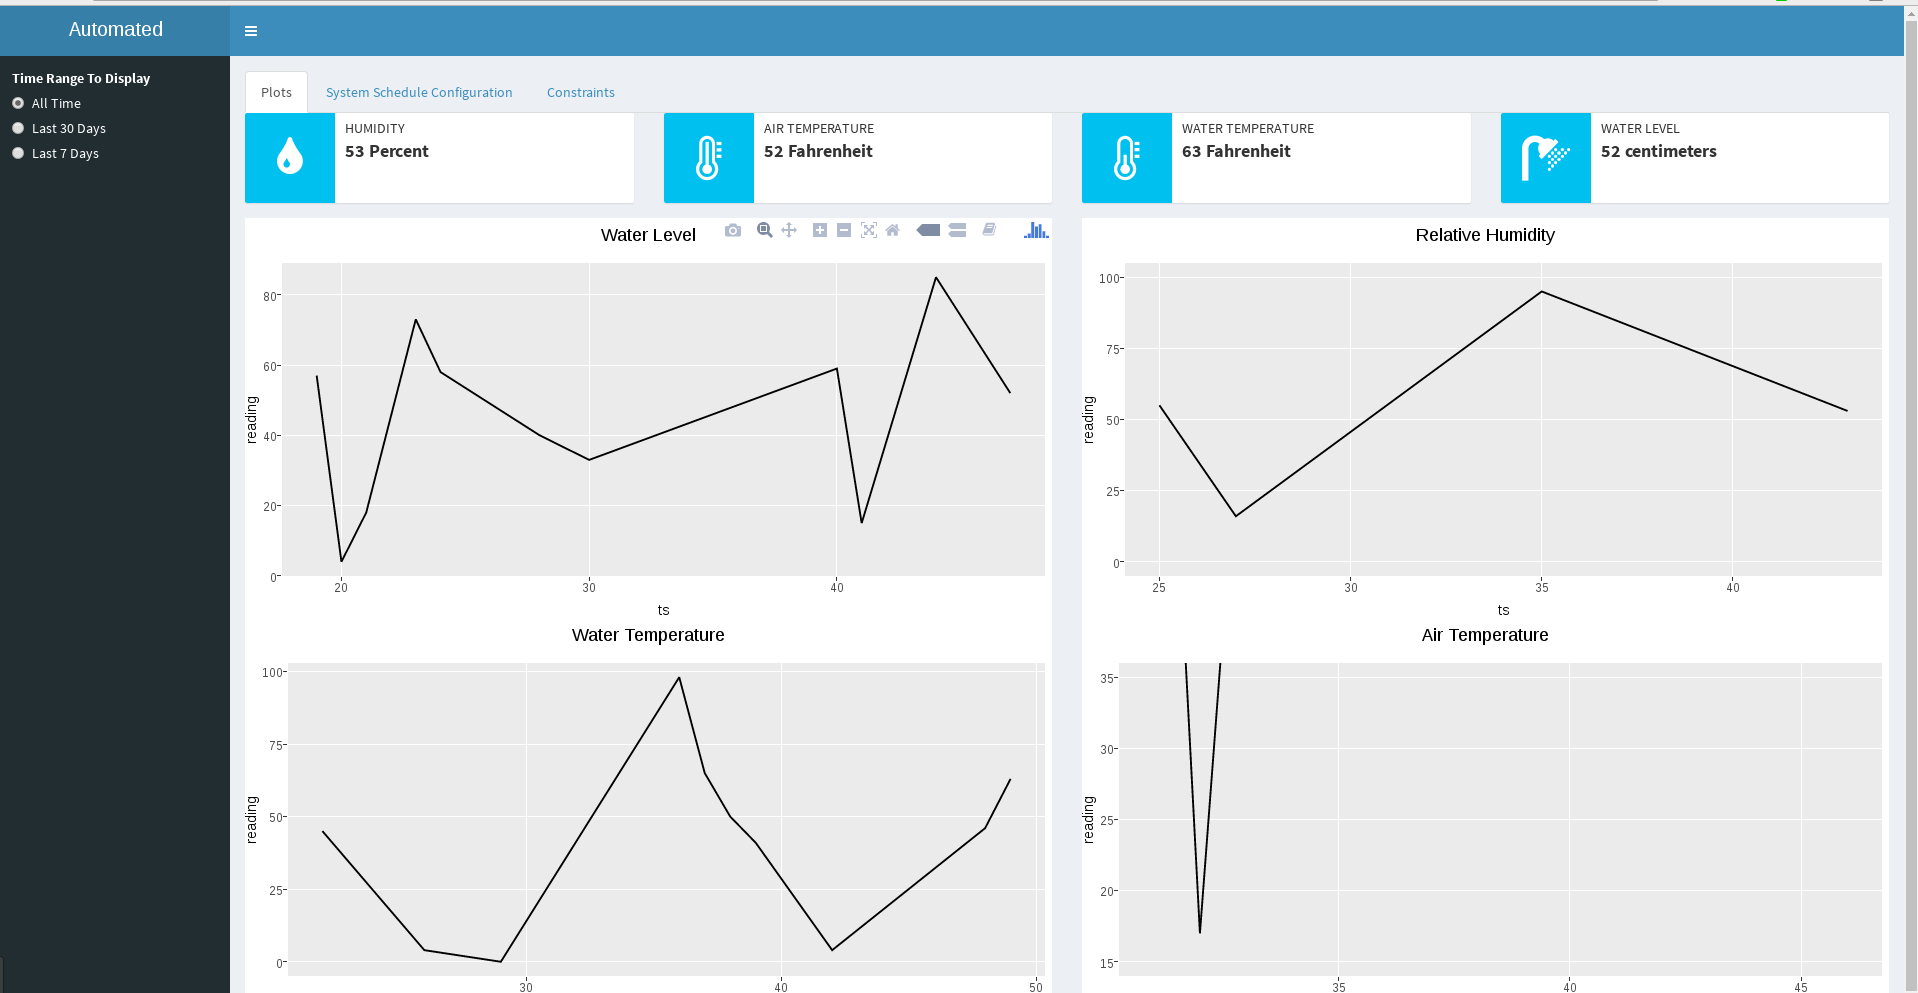 Automated
Time Range To Display
All Time
Last 30 Days
Last 7 Days
Plots
System Schedule Configuration
Constraints
HUMIDITY
53 Percent
AIR TEMPERATURE
52 Fahrenheit
WATER TEMPERATURE
63 Fahrenheit
WATER LEVEL
52 centimeters
Water Level
80
60
40
20
0
reading
20 30 40
ts
Relative Humidity
100
75
50
25
0
reading
25 30 35 40
ts
Water Temperature
100
75
50
25
0
reading
30 40 50
Air Temperature
35
30
25
20
15
reading
35 40 45